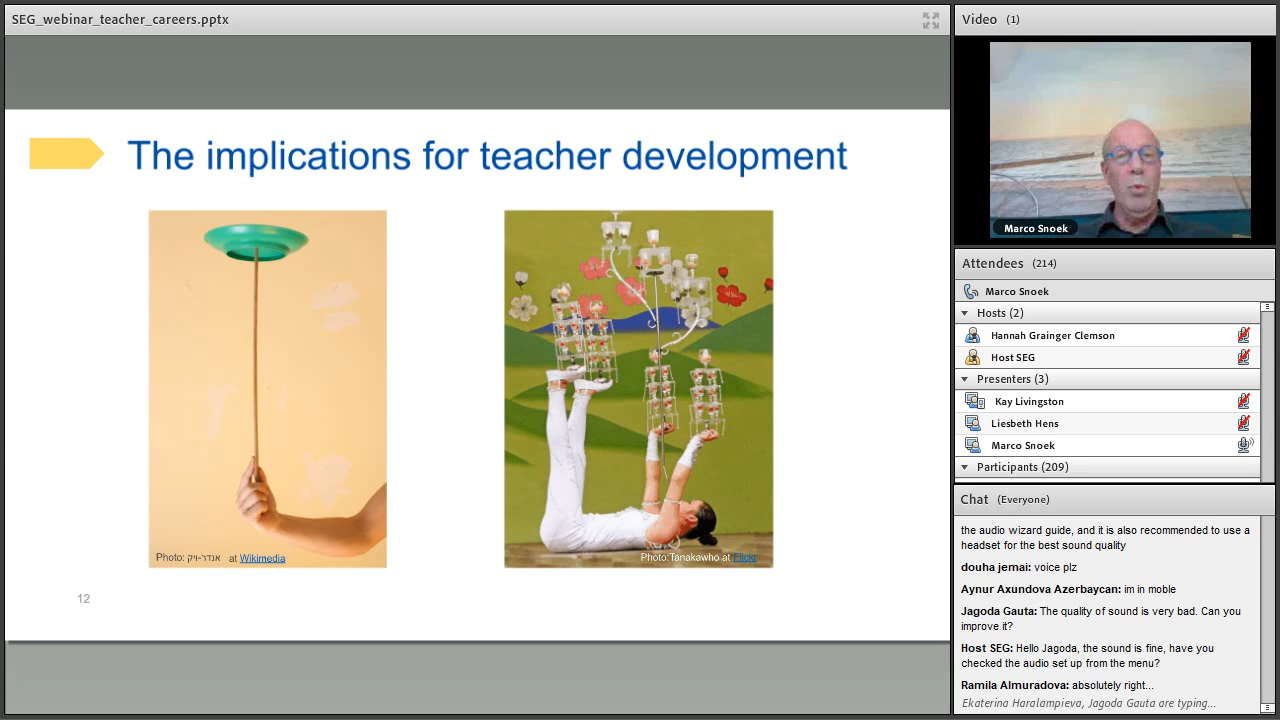 SEG_webinar_teacher_careers.pptx
The implications for teacher development
Photo: אנדר-ויק at Wikimedia
Photo:Tanakawho at Flickr
12
Video (1)
Marco Snoek
Attendees (214)
Marco Snoek
Hosts (2)
Hannah Grainger Clemson
Host SEG
Presenters (3)
Kay Livingston
Liesbeth Hens
Marco Snoek
Participants (209)
Chat (Everyone)
the audio wizard guide, and it is also recommended to use a
headset for the best sound quality
douha jemai: voice plz
Aynur Axundova Azerbaycan: im in moble
Jagoda Gauta: The quality of sound is very bad. Can you
improve it?
Host SEG: Hello Jagoda, the sound is fine, have you
checked the audio set up from the menu?
Ramila Almuradova: absolutely right...
Ekaterina Haralampieva, Jagoda Gauta are typing...